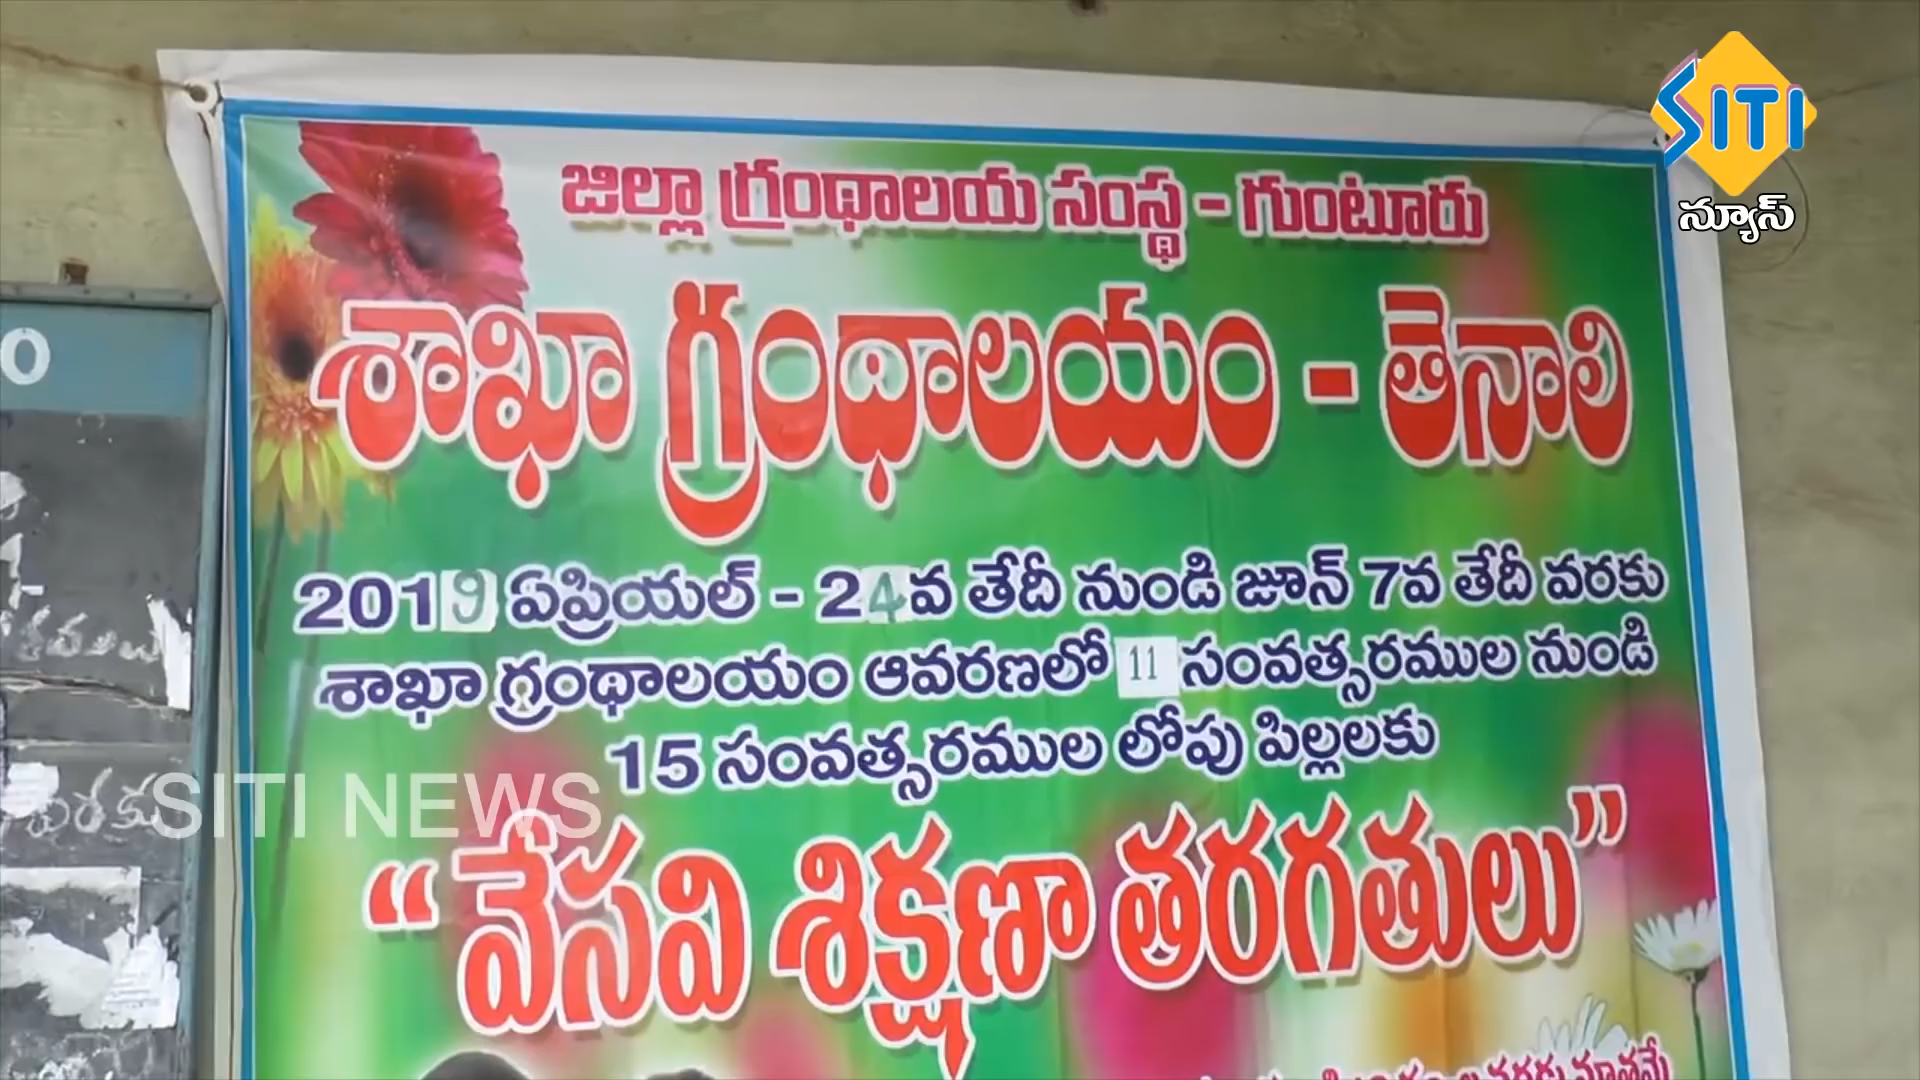 SITI
న్యూస్
జిల్లా గ్రంథాలయ సంస్థ - గుంటూరు
శాఖా గ్రంథాలయం - తెనాలి
2019 ఏప్రియల్ - 24వ తేదీ నుండి జూన్ 7వ తేదీ వరకు
శాఖా గ్రంథాలయం ఆవరణలో 11 సంవత్సరముల నుండి
15 సంవత్సరముల లోపు పిల్లలకు
SITI NEWS
“వేసవి శిక్షణా తరగతులు”